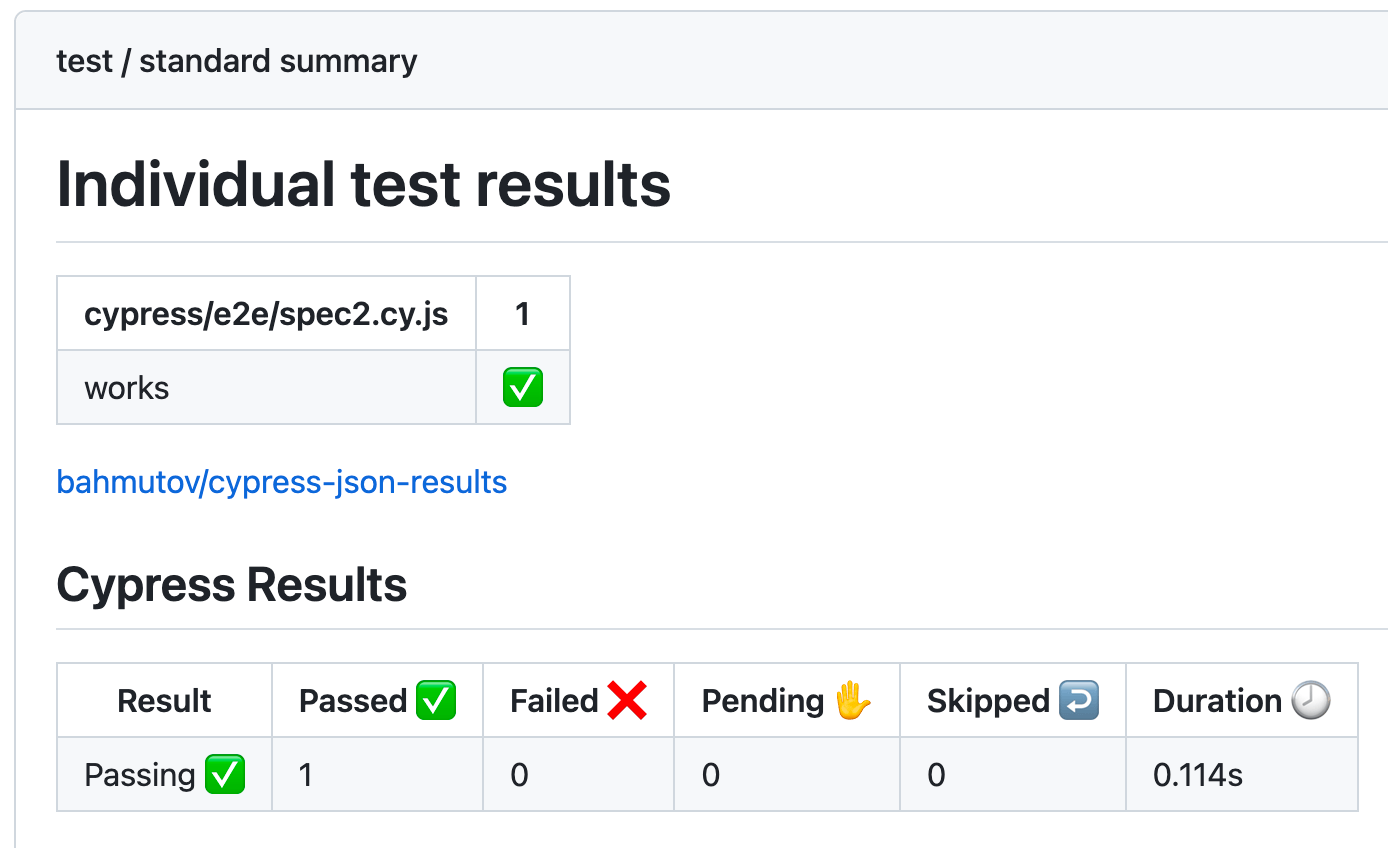 test / standard summary
Individual test results
cypress/e2e/spec2.cy.js 1
works ✅
bahmutov/cypress-json-results
Cypress Results
Result Passed ✅ Failed ❌ Pending ✋ Skipped ↩️ Duration 🕗
Passing ✅ 1 0 0 0 0.114s